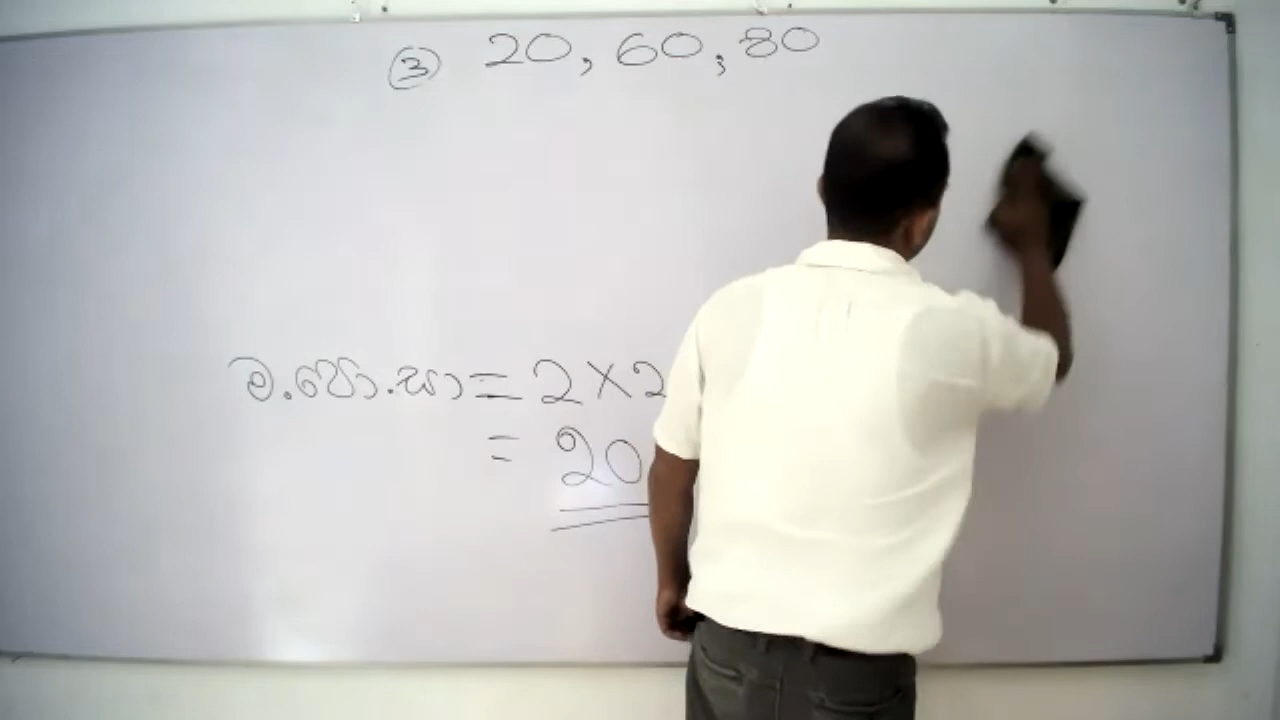 ③ 20, 60, 80
ම.පො.සා = 2 × 2
= 20